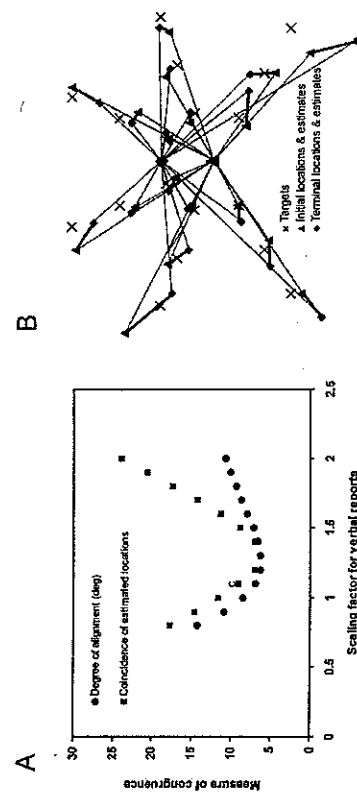 A
Measure of congruence
30
25
20
15
10
5
0
Degree of alignment (deg)
Coincidence of estimated locations
C
0
0.5
1
1.5
2
2.5
Scaling factor for verbal reports
B
Targets
Initial locations & estimates
Terminal locations & estimates